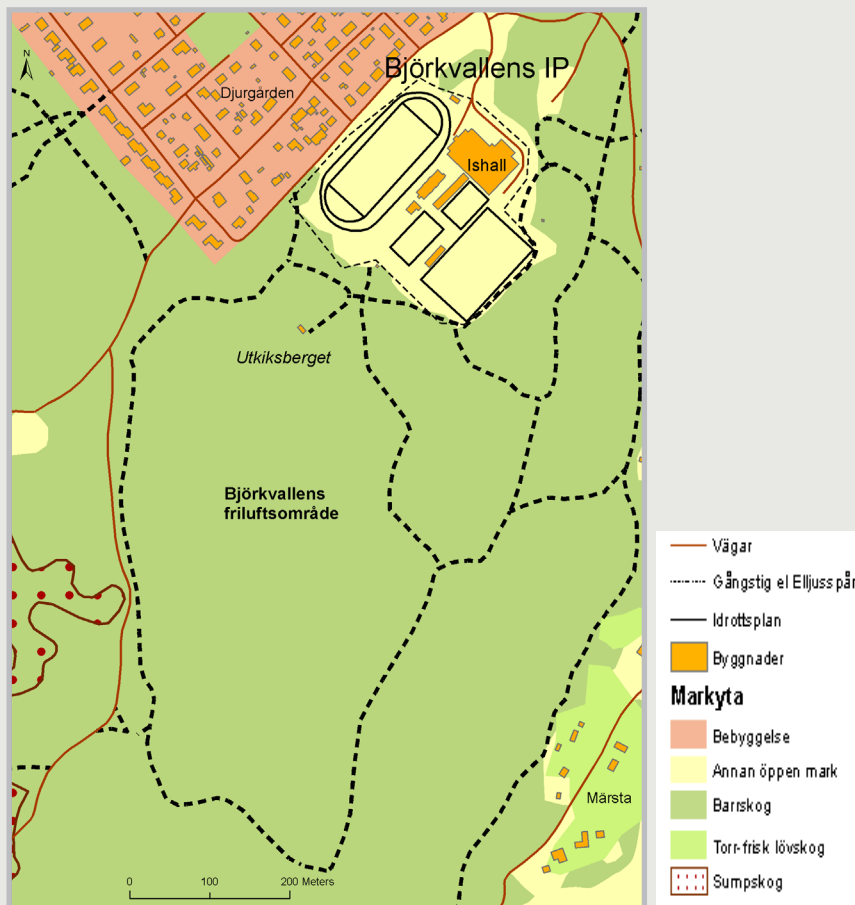 N
Björkvallens IP
Djurgården
Ishall
Utkiksberget
Björkvallens
friluftsområde
Märsta
0 100 200 Meters
Vägar
Gångstig el Elljusspår
Idrottsplan
Byggnader
Markyta
Bebyggelse
Annan öppen mark
Barrskog
Torr-frisk lövskog
Sumpskog